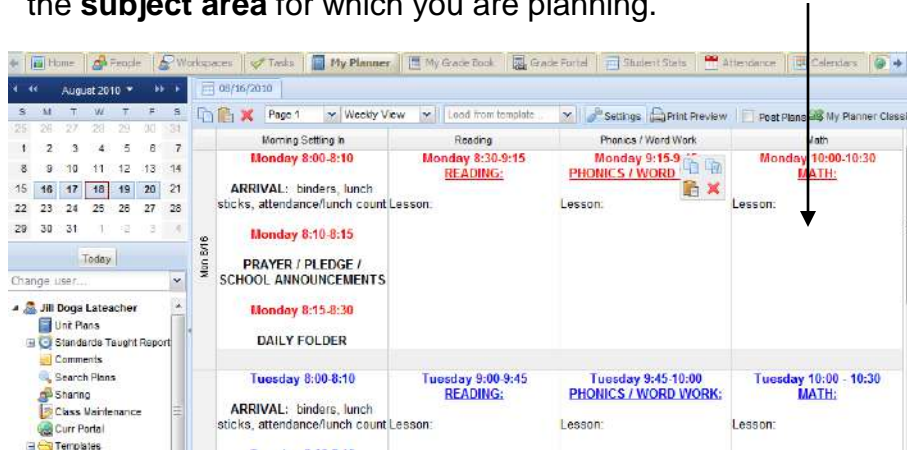 the subject area for which you are planning.
Home People Workspaces Tasks My Planner My Grade Book Grade Portal Student Stats Attendance Calendars
August 2010
08/16/2010
S M T W T F S
Page 1 Weekly View Load from template ... Settings Print Preview Post Plans My Planner Classi
25 26 27 28 29 30 31
1 2 3 4 5 6 7
8 9 10 11 12 13 14
15 16 17 18 19 20 21
22 23 24 25 26 27 28
29 30 31 1 2 3 4
Today
Change user...
Jill Doga Lateacher
Unit Plans
Standards Taught Report
Comments
Search Plans
Sharing
Class Maintenance
Curr Portal
Templates
Morning Settling In Reading Phonics / Word Work Math
Mon 8/16
Monday 8:00-8:10
ARRIVAL: binders, lunch
sticks, attendance/lunch count
Monday 8:10-8:15
PRAYER / PLEDGE /
SCHOOL ANNOUNCEMENTS
Monday 8:15-8:30
DAILY FOLDER
Monday 8:30-9:15
READING:
Lesson:
Monday 9:15-9
PHONICS / WORD
Lesson:
Monday 10:00-10:30
MATH:
Lesson:
Tuesday 8:00-8:10
ARRIVAL: binders, lunch
sticks, attendance/lunch count
Tuesday 9:00-9:45
READING:
Lesson:
Tuesday 9:45-10:00
PHONICS / WORD WORK:
Lesson:
Tuesday 10:00 - 10:30
MATH:
Lesson: